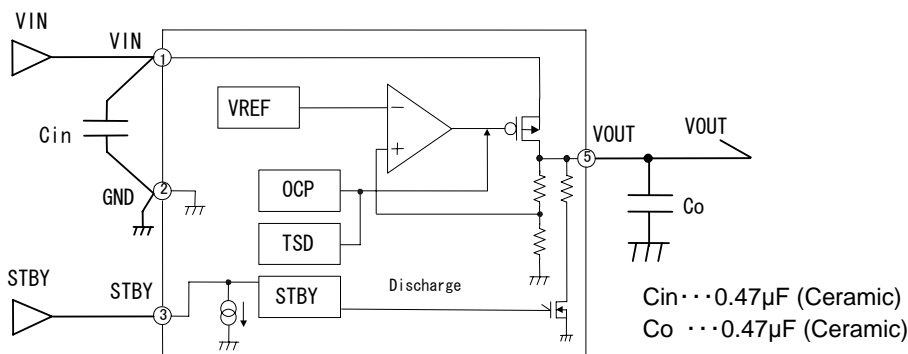 VIN
VIN
1
VREF
−
+
Cin
VOUT
VOUT
5
GND
2
OCP
Co
TSD
STBY
STBY
3
STBY
Discharge
Cin･･･0.47µF (Ceramic)
Co ･･･0.47µF (Ceramic)